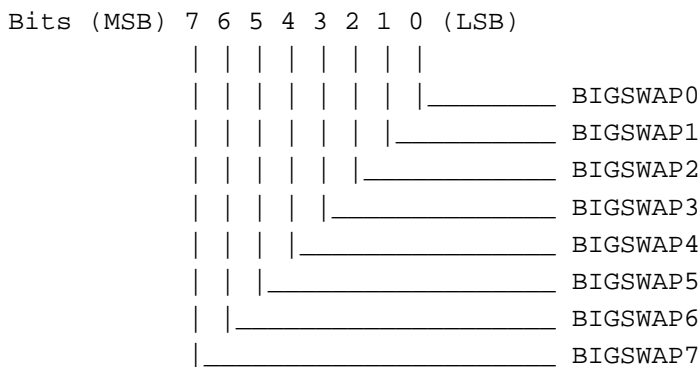 Bits (MSB) 7 6 5 4 3 2 1 0 (LSB)
BIGSWAP0
BIGSWAP1
BIGSWAP2
BIGSWAP3
BIGSWAP4
BIGSWAP5
BIGSWAP6
BIGSWAP7